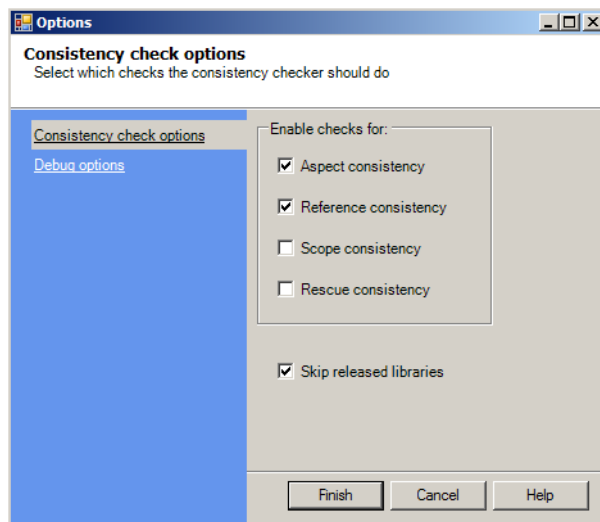 Options
Consistency check options
Select which checks the consistency checker should do
Consistency check options
Debug options
Enable checks for:
Aspect consistency
Reference consistency
Scope consistency
Rescue consistency
Skip released libraries
Finish
Cancel
Help